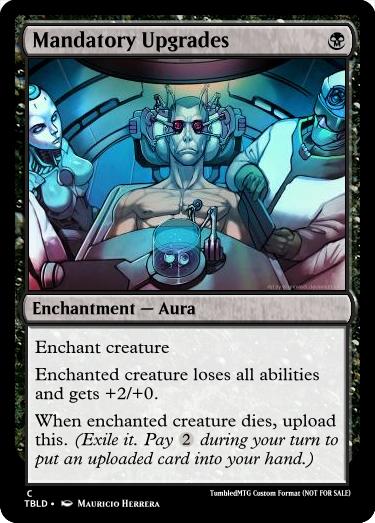 Mandatory Upgrades
Enchantment — Aura
Enchant creature
Enchanted creature loses all abilities
and gets +2/+0.
When enchanted creature dies, upload
this. (Exile it. Pay 2 during your turn to
put an uploaded card into your hand.)
C
TBLD • Mauricio Herrera
TumbledMTG Custom Format (NOT FOR SALE)